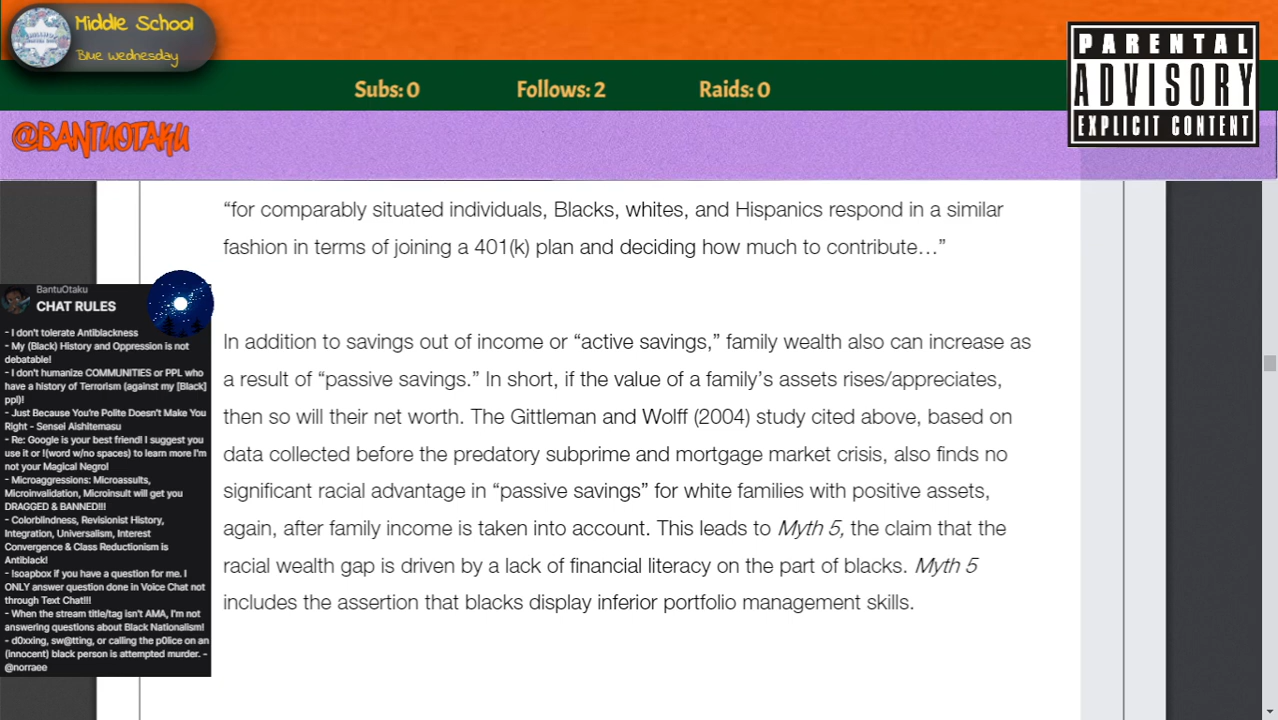 Middle School
Blue wednesday
PARENTAL
ADVISORY
EXPLICIT CONTENT
Subs: 0
Follows: 2
Raids: 0
@BANTUOTAKU
“for comparably situated individuals, Blacks, whites, and Hispanics respond in a similar
fashion in terms of joining a 401(k) plan and deciding how much to contribute…”
In addition to savings out of income or “active savings,” family wealth also can increase as
a result of “passive savings.” In short, if the value of a family’s assets rises/appreciates,
then so will their net worth. The Gittleman and Wolff (2004) study cited above, based on
data collected before the predatory subprime and mortgage market crisis, also finds no
significant racial advantage in “passive savings” for white families with positive assets,
again, after family income is taken into account. This leads to Myth 5, the claim that the
racial wealth gap is driven by a lack of financial literacy on the part of blacks. Myth 5
includes the assertion that blacks display inferior portfolio management skills.
BantuOtaku
CHAT RULES
- I don't tolerate Antiblackness
- My (Black) History and Oppression is not
debatable!
- I don't humanize COMMUNITIES or PPL who
have a history of Terrorism (against my [Black]
ppl)!
- Just Because You're Polite Doesn't Make You
Right - Sensei Aishitemasu
- Re: Google is your best friend! I suggest you
use it or !(word w/no spaces) to learn more I'm
not your Magical Negro!
- Microaggressions: Microassults,
Microinvalidation, Microinsult will get you
DRAGGED & BANNED!!!
- Colorblindness, Revisionist History,
Integration, Universalism, Interest
Convergence & Class Reductionism is
Antiblack!
- !soapbox if you have a question for me. I
ONLY answer question done in Voice Chat not
through Text Chat!!!
- When the stream title/tag isn't AMA, I'm not
answering questions about Black Nationalism!
- d0xxing, sw@tting, or calling the p0lice on an
(innocent) black person is attempted murder. -
@norraee